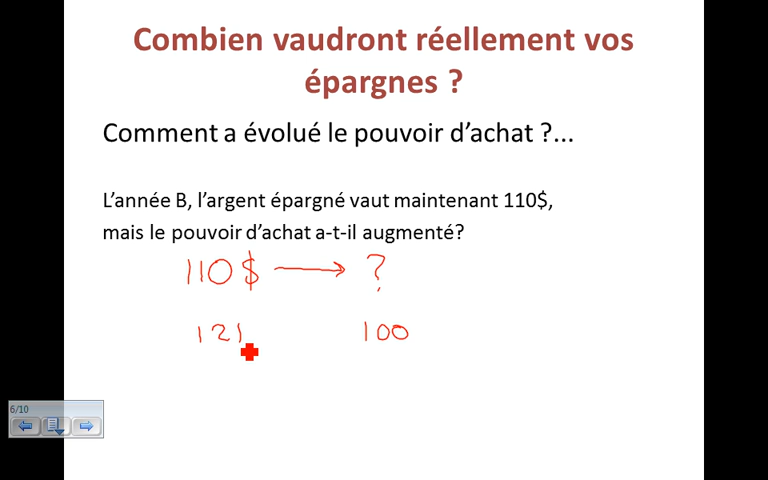 Combien vaudront réellement vos
épargnes ?
Comment a évolué le pouvoir d'achat ?...
L'année B, l'argent épargné vaut maintenant 110$,
mais le pouvoir d'achat a-t-il augmenté?
110 $ → ?
121 100
6/10